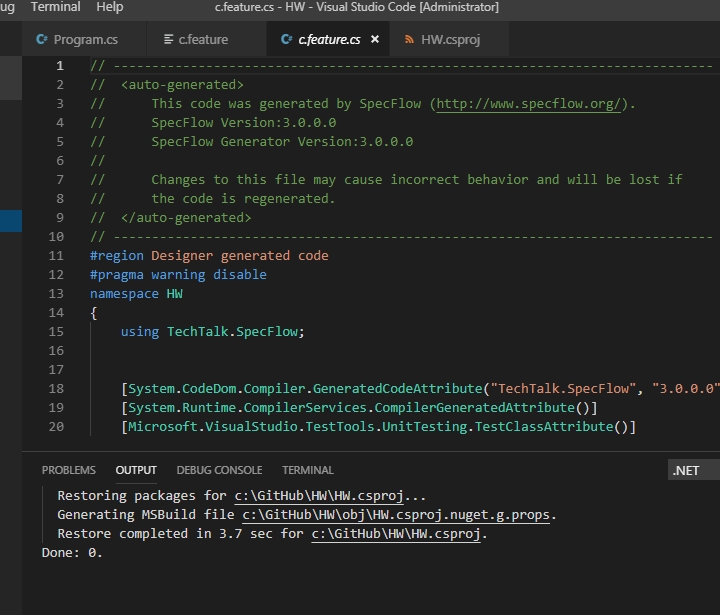 ug Terminal Help c.feature.cs - HW - Visual Studio Code [Administrator]
C# Program.cs c.feature C# c.feature.cs × HW.csproj
1 // ------------------------------------------------------------------------------
2 // <auto-generated>
3 //      This code was generated by SpecFlow (http://www.specflow.org/).
4 //      SpecFlow Version:3.0.0.0
5 //      SpecFlow Generator Version:3.0.0.0
6 //
7 //      Changes to this file may cause incorrect behavior and will be lost if
8 //      the code is regenerated.
9 // </auto-generated>
10 // ------------------------------------------------------------------------------
11 #region Designer generated code
12 #pragma warning disable
13 namespace HW
14 {
15     using TechTalk.SpecFlow;
16
17
18     [System.CodeDom.Compiler.GeneratedCodeAttribute("TechTalk.SpecFlow", "3.0.0.0"
19     [System.Runtime.CompilerServices.CompilerGeneratedAttribute()]
20     [Microsoft.VisualStudio.TestTools.UnitTesting.TestClassAttribute()]
PROBLEMS OUTPUT DEBUG CONSOLE TERMINAL .NET
Restoring packages for c:\GitHub\HW\HW.csproj...
Generating MSBuild file c:\GitHub\HW\obj\HW.csproj.nuget.g.props.
Restore completed in 3.7 sec for c:\GitHub\HW\HW.csproj.
Done: 0.